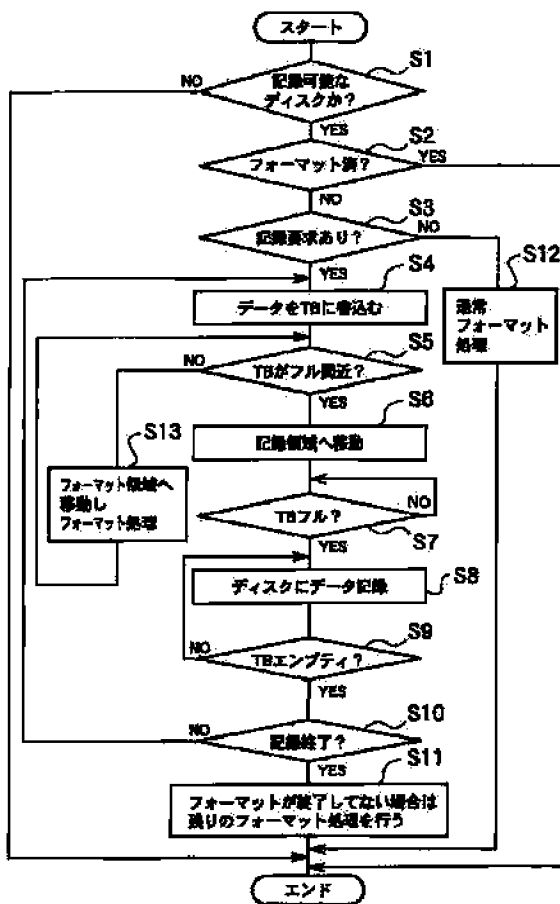 スタート
S1
NO
記録可能な
ディスクか？
YES
S2
フォーマット済？
YES
NO
S3
記録要求あり？
NO
YES
S12
通常
フォーマット
処理
S4
データをTBに書込む
S5
NO
TBがフル間近？
YES
S6
記録領域へ移動
S13
フォーマット領域へ
移動し
フォーマット処理
NO
TBフル？
S7
YES
S8
ディスクにデータ記録
S9
NO
TBエンプティ？
YES
S10
NO
記録終了？
YES
S11
フォーマットが終了してない場合は
残りのフォーマット処理を行う
エンド